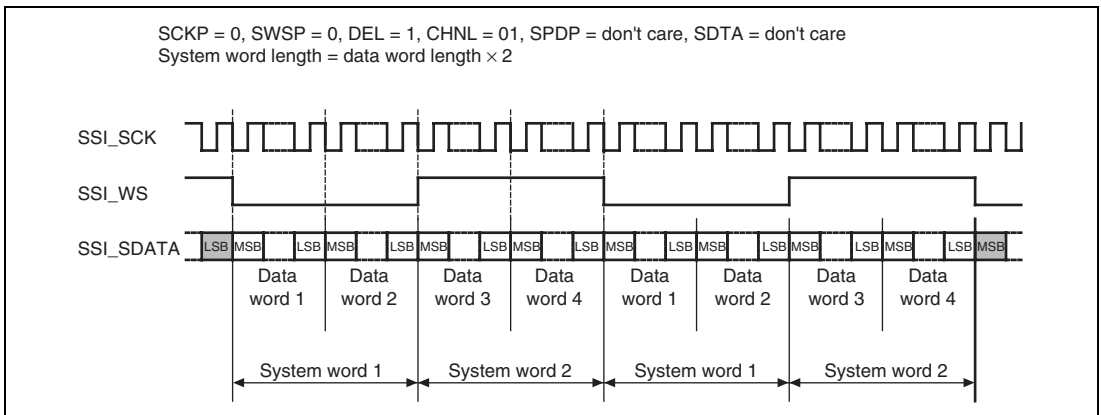 SCKP = 0, SWSP = 0, DEL = 1, CHNL = 01, SPDP = don't care, SDTA = don't care
System word length = data word length × 2
SSI_SCK
SSI_WS
SSI_SDATA LSB MSB LSB MSB LSB MSB LSB MSB LSB MSB LSB MSB LSB MSB LSB MSB LSB MSB
Data Data Data Data Data Data Data Data
word 1 word 2 word 3 word 4 word 1 word 2 word 3 word 4
System word 1 System word 2 System word 1 System word 2